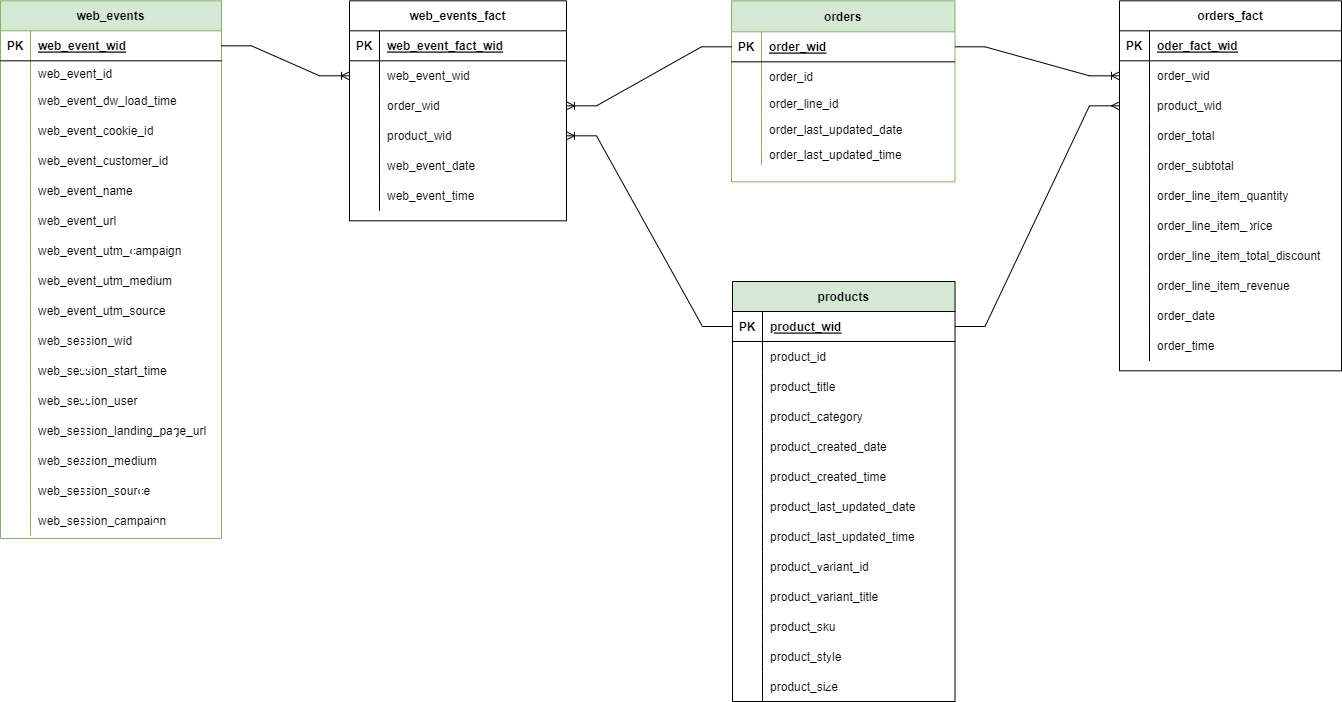 web_events
PK web_event_wid
web_event_id
web_event_dw_load_time
web_event_cookie_id
web_event_customer_id
web_event_name
web_event_url
web_event_utm_campaign
web_event_utm_medium
web_event_utm_source
web_session_wid
web_session_start_time
web_session_user
web_session_landing_page_url
web_session_medium
web_session_source
web_session_campaign
web_events_fact
PK web_event_fact_wid
web_event_wid
order_wid
product_wid
web_event_date
web_event_time
orders
PK order_wid
order_id
order_line_id
order_last_updated_date
order_last_updated_time
products
PK product_wid
product_id
product_title
product_category
product_created_date
product_created_time
product_last_updated_date
product_last_updated_time
product_variant_id
product_variant_title
product_sku
product_style
product_size
orders_fact
PK oder_fact_wid
order_wid
product_wid
order_total
order_subtotal
order_line_item_quantity
order_line_item_price
order_line_item_total_discount
order_line_item_revenue
order_date
order_time